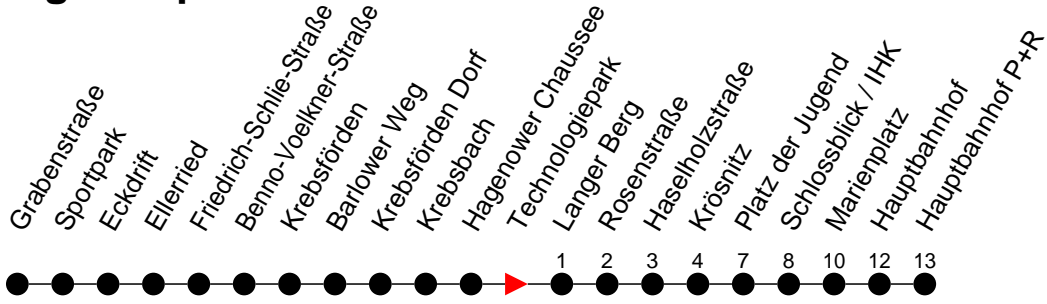 Grabenstraße
Sportpark
Eckdrift
Ellerried
Friedrich-Schlie-Straße
Benno-Voelkner-Straße
Krebsförden
Barlower Weg
Krebsförden Dorf
Krebsbach
Hagenower Chaussee
Technologiepark
Langer Berg
Rosenstraße
Haselholzstraße
Krösnitz
Platz der Jugend
Schlossblick / IHK
Marienplatz
Hauptbahnhof
Hauptbahnhof P+R
1 2 3 4 7 8 10 12 13